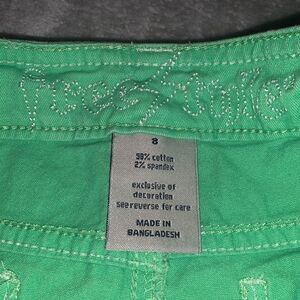 8
98% cotton
2% spandex
exclusive of
decoration
see reverse for care
MADE IN
BANGLADESH